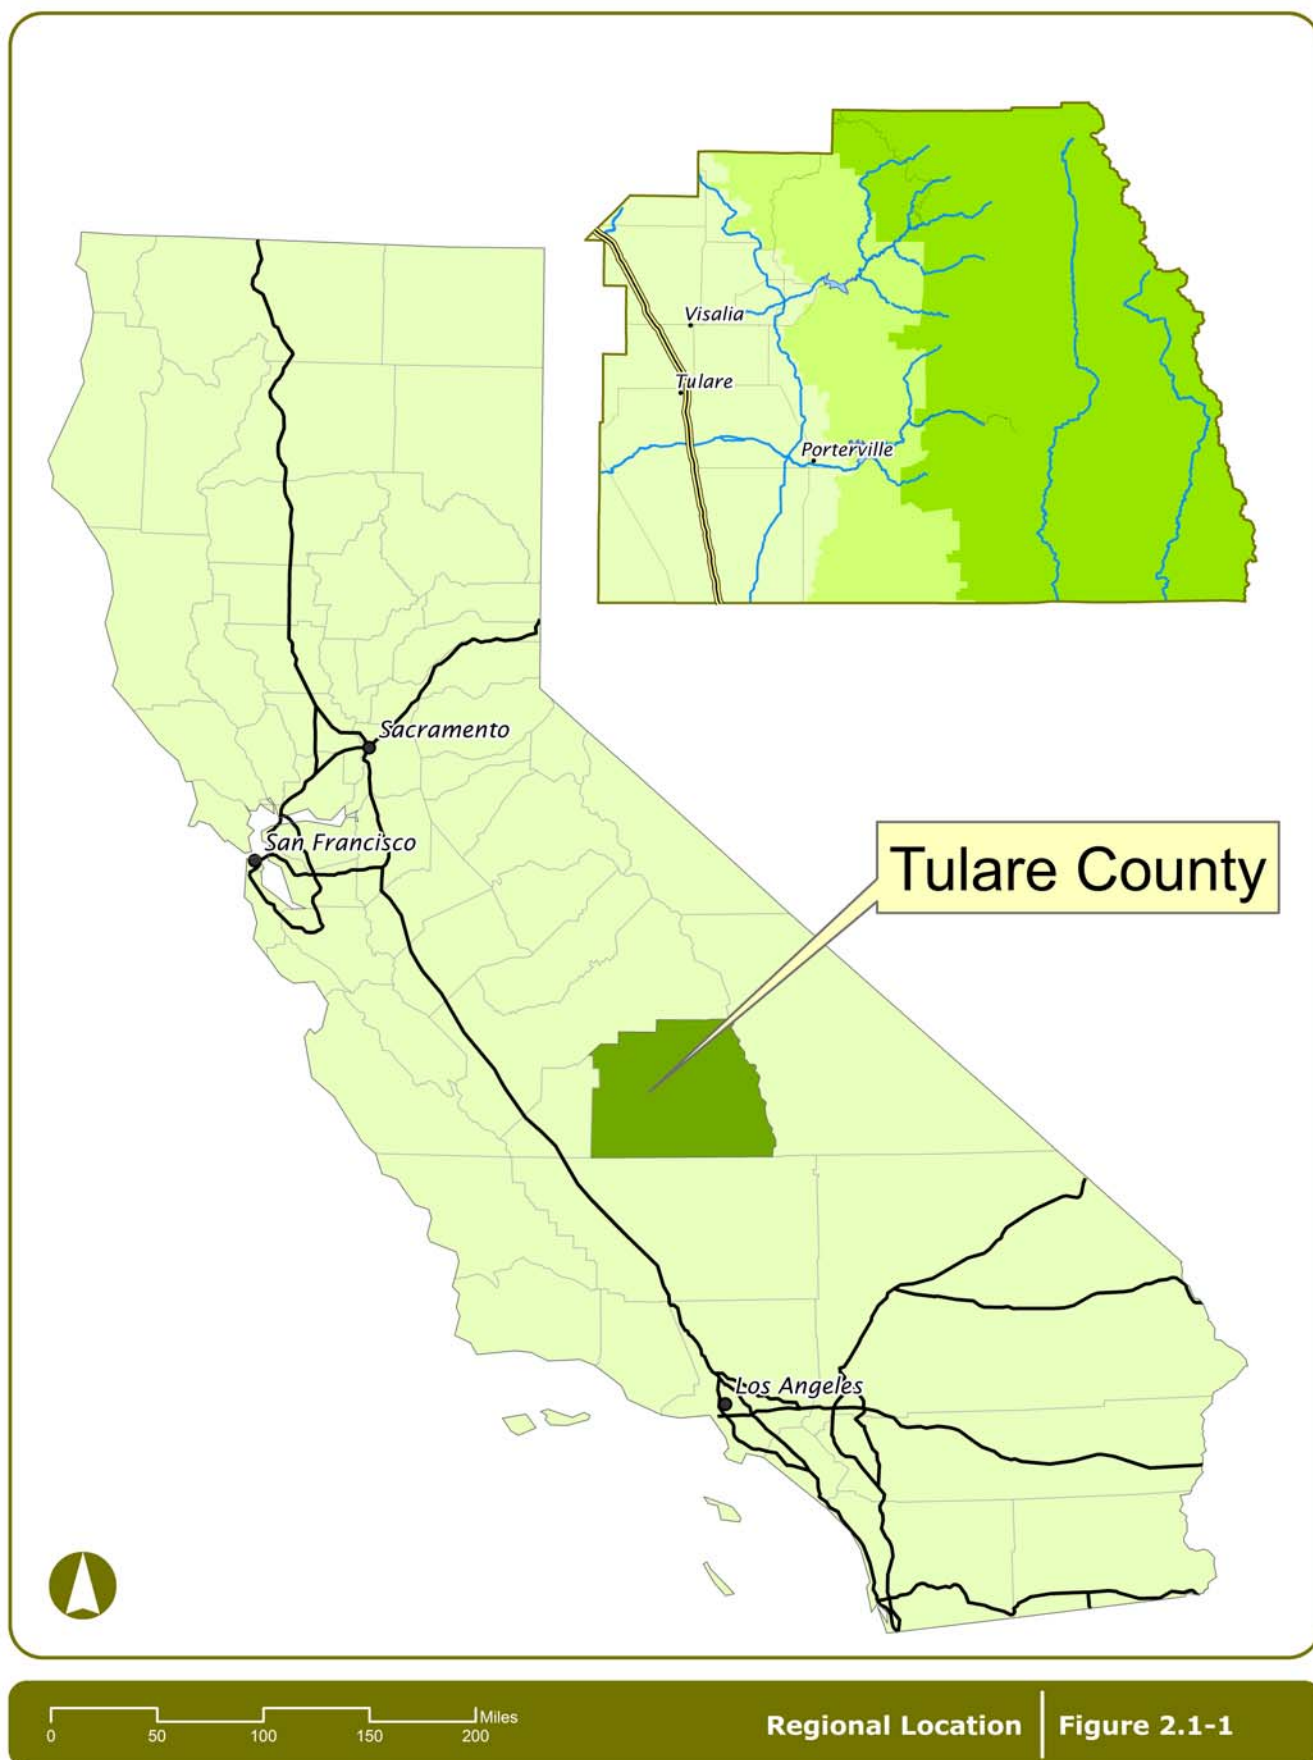 Visalia
Tulare
Porterville
Sacramento
San Francisco
Tulare County
Los Angeles
Miles
0 50 100 150 200
Regional Location Figure 2.1-1